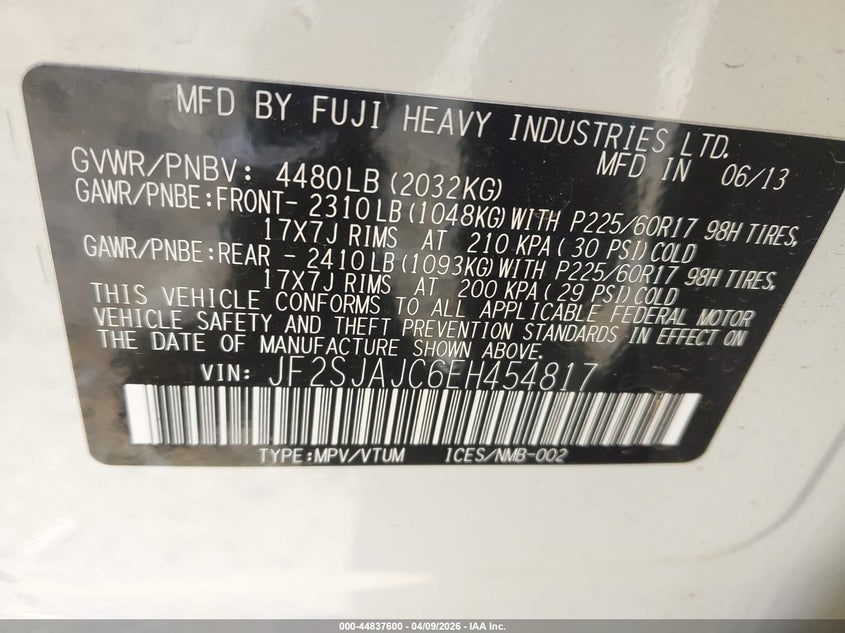 MFD BY FUJI HEAVY INDUSTRIES LTD.
MFD IN 06/13
GVWR/PNBV: 4480LB(2032KG)
GAWR/PNBE:FRONT- 2310LB(1048KG)WITH P225/60R17 98H TIRES,
17X7J RIMS AT 210 KPA( 30 PSI)COLD
GAWR/PNBE:REAR - 2410LB(1093KG)WITH P225/60R17 98H TIRES,
17X7J RIMS AT 200 KPA( 29 PSI)COLD
THIS VEHICLE CONFORMS TO ALL APPLICABLE FEDERAL MOTOR
VEHICLE SAFETY AND THEFT PREVENTION STANDARDS IN EFFECT ON
THE DATE OF MANUFACTURE SHOWN ABOVE.
VIN: JF2SJAJC6EH454817
TYPE:MPV/VTUM ICES/NMB-002
000-44837600 - 04/09/2026 - IAA Inc.